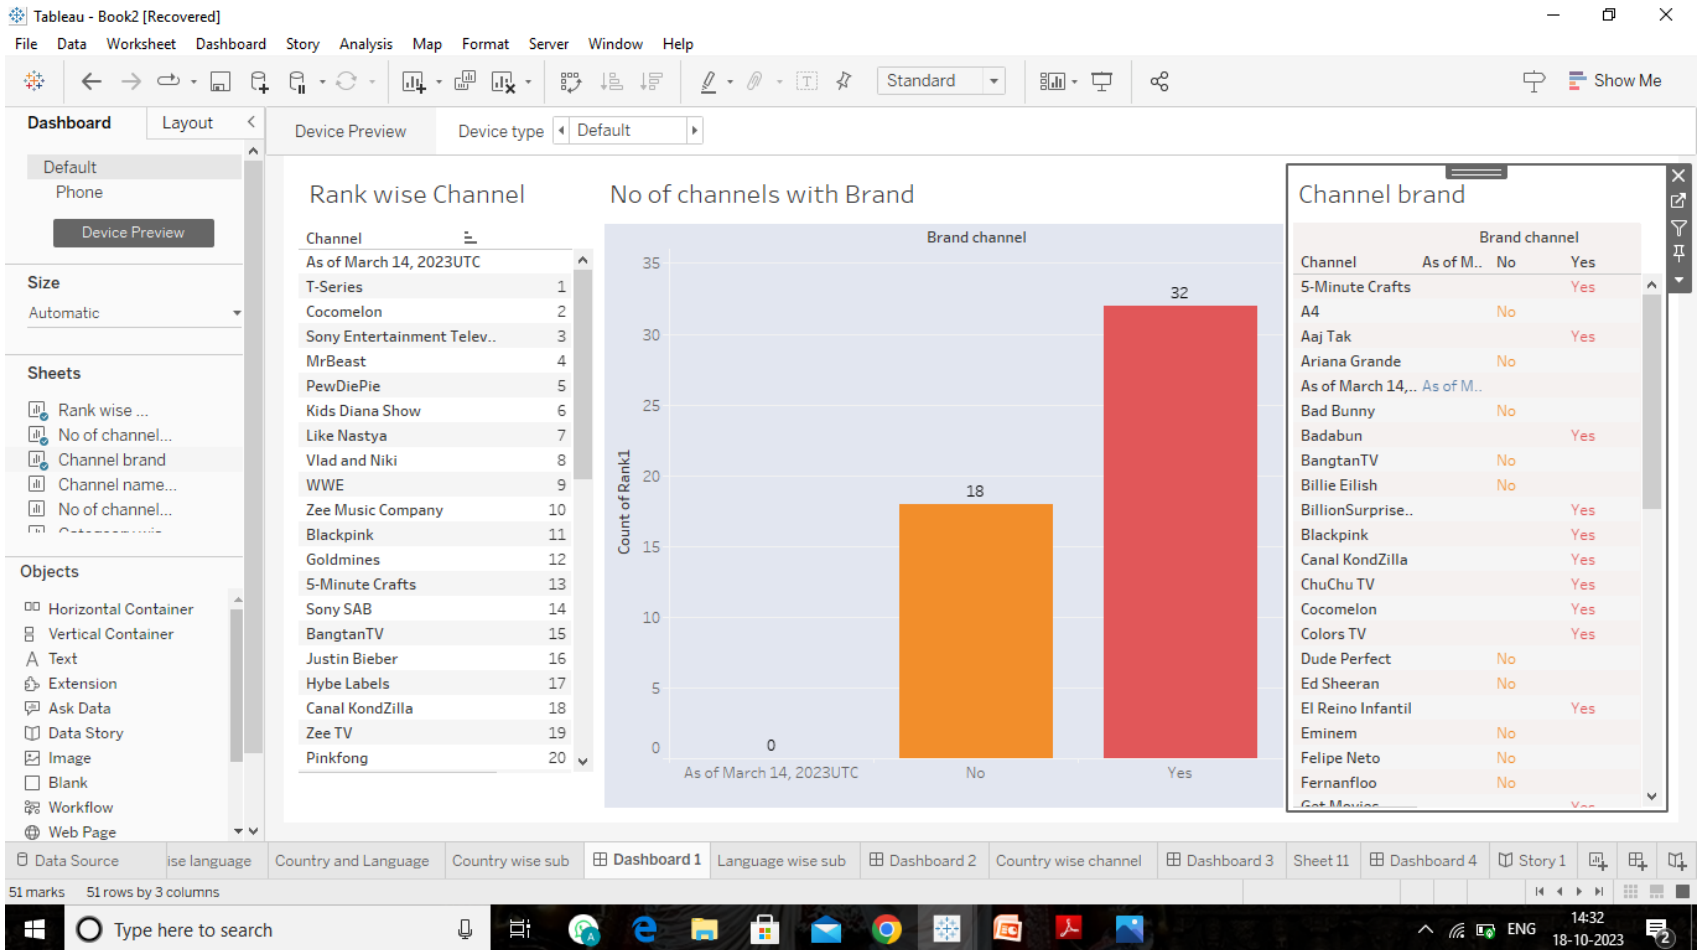 Tableau - Book2 [Recovered]
File Data Worksheet Dashboard Story Analysis Map Format Server Window Help
Standard
Show Me
Dashboard Layout
Default
Phone
Device Preview
Size
Automatic
Sheets
Rank wise ...
No of channel...
Channel brand
Channel name...
No of channel...
Objects
Horizontal Container
Vertical Container
Text
Extension
Ask Data
Data Story
Image
Blank
Workflow
Web Page
Device Preview Device type Default
Rank wise Channel
Channel
As of March 14, 2023UTC
T-Series 1
Cocomelon 2
Sony Entertainment Telev.. 3
MrBeast 4
PewDiePie 5
Kids Diana Show 6
Like Nastya 7
Vlad and Niki 8
WWE 9
Zee Music Company 10
Blackpink 11
Goldmines 12
5-Minute Crafts 13
Sony SAB 14
BangtanTV 15
Justin Bieber 16
Hybe Labels 17
Canal KondZilla 18
Zee TV 19
Pinkfong 20
No of channels with Brand
Brand channel
35
30
25
20
15
10
5
0
Count of Rank1
0
18
32
As of March 14, 2023UTC No Yes
Channel brand
Brand channel
Channel As of M.. No Yes
5-Minute Crafts Yes
A4 No
Aaj Tak Yes
Ariana Grande No
As of March 14,.. As of M..
Bad Bunny No
Badabun Yes
BangtanTV No
Billie Eilish No
BillionSurprise.. Yes
Blackpink Yes
Canal KondZilla Yes
ChuChu TV Yes
Cocomelon Yes
Colors TV Yes
Dude Perfect No
Ed Sheeran No
El Reino Infantil Yes
Eminem No
Felipe Neto No
Fernanfloo No
Get Movies Yes
Data Source ise language Country and Language Country wise sub Dashboard 1 Language wise sub Dashboard 2 Country wise channel Dashboard 3 Sheet 11 Dashboard 4 Story 1
51 marks 51 rows by 3 columns
Type here to search
ENG
14:32
18-10-2023
2